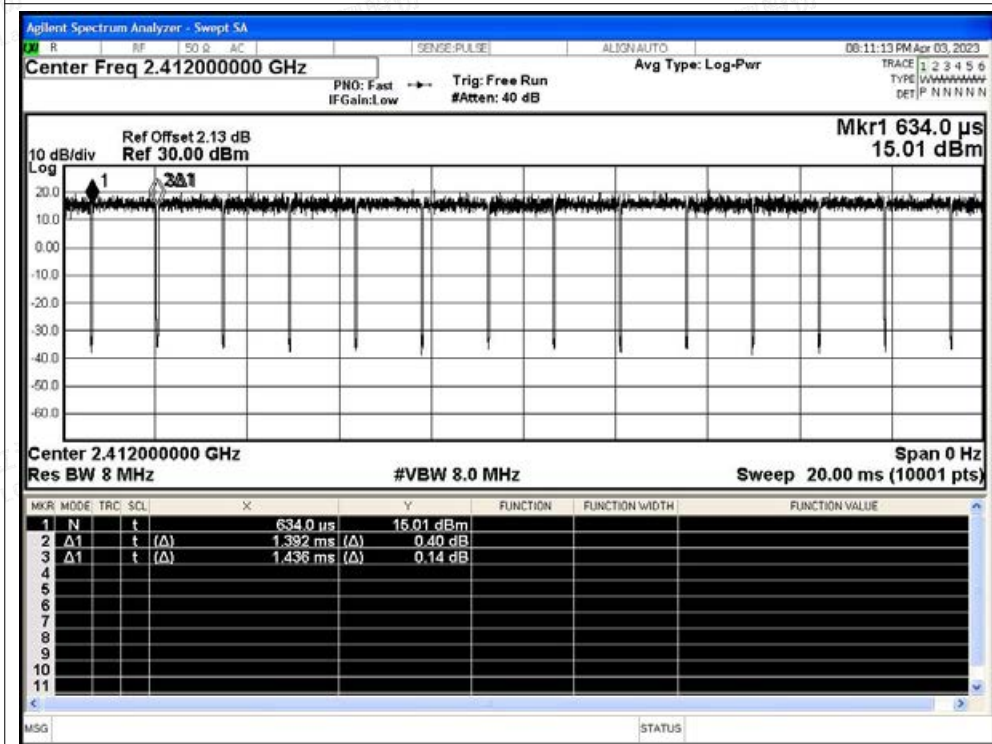 Agilent Spectrum Analyzer - Swept SA
R RF 50 Ω AC SENSE:PULSE ALIGN AUTO 08:11:13 PM Apr 03, 2023
Center Freq 2.412000000 GHz
PNO: Fast
IFGain:Low
Trig: Free Run
#Atten: 40 dB
Avg Type: Log-Pwr
TRACE 1 2 3 4 5 6
TYPE WWWWWW
DET P N N N N N
Ref Offset 2.13 dB
10 dB/div Ref 30.00 dBm
Log
Mkr1 634.0 µs
15.01 dBm
1
3Δ1
20.0
10.0
0.00
-10.0
-20.0
-30.0
-40.0
-50.0
-60.0
Center 2.412000000 GHz Span 0 Hz
Res BW 8 MHz #VBW 8.0 MHz Sweep 20.00 ms (10001 pts)
MKR MODE TRC SCL X Y FUNCTION FUNCTION WIDTH FUNCTION VALUE
1 N t 634.0 µs 15.01 dBm
2 Δ1 t (Δ) 1.392 ms (Δ) 0.40 dB
3 Δ1 t (Δ) 1.436 ms (Δ) 0.14 dB
4
5
6
7
8
9
10
11
MSG STATUS